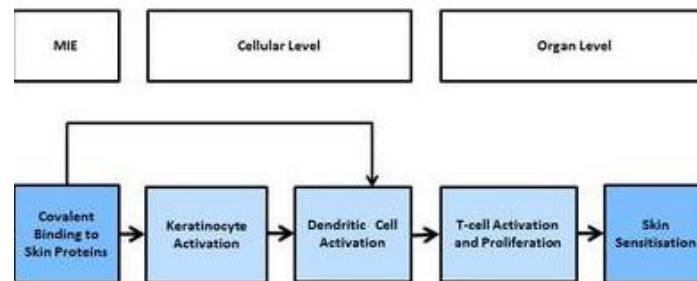 MIE
Cellular Level
Organ Level
Covalent
Binding to
Skin Proteins
Keratinocyte
Activation
Dendritic Cell
Activation
T-cell Activation
and Proliferation
Skin
Sensitisation